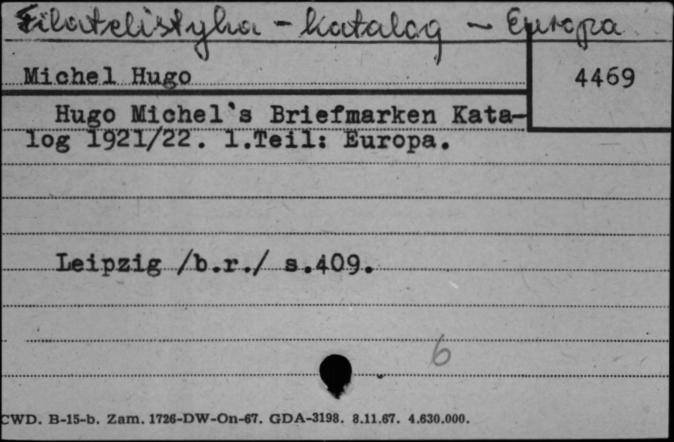 Filatelistyka - katalog - Europa
Michel Hugo
4469
Hugo Michel`s Briefmarken Kata-
log 1921/22. 1.Teil: Europa.
Leipzig /b.r./ s.409.
6
CWD. B-15-b. Zam. 1726-DW-On-67. GDA-3198. 8.11.67. 4.630.000.